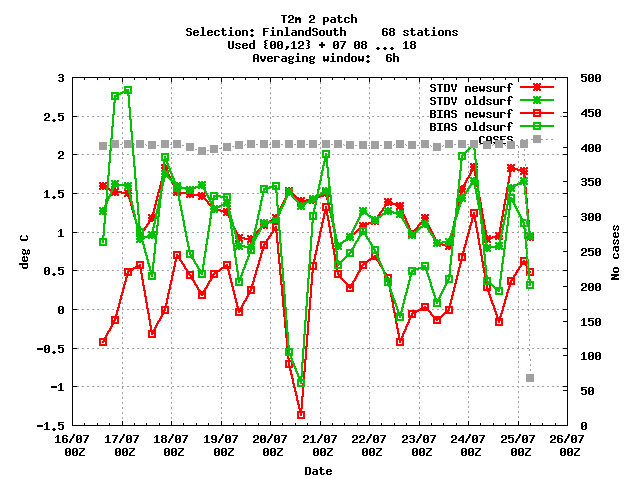 T2m 2 patch
Selection: FinlandSouth 68 stations
Used {00,12} + 07 08 ... 18
Averaging window: 6h
STDV newsurf
STDV oldsurf
BIAS newsurf
BIAS oldsurf
CASES
3
2.5
2
1.5
1
0.5
0
-0.5
-1
-1.5
deg C
500
450
400
350
300
250
200
150
100
50
0
No cases
16/07 17/07 18/07 19/07 20/07 21/07 22/07 23/07 24/07 25/07 26/07
00Z 00Z 00Z 00Z 00Z 00Z 00Z 00Z 00Z 00Z 00Z
Date